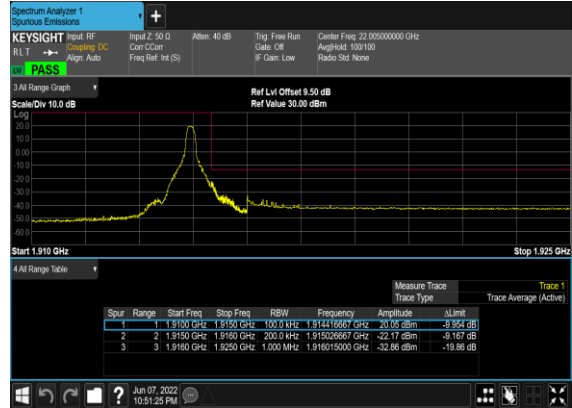 Spectrum Analyzer 1
Spurious Emissions
KEYSIGHT Input: RF Input Z: 50 Ω Atten: 40 dB Trig: Free Run Center Freq: 22.005000000 GHz
RLT Coupling: DC Corr CCorr Gate: Off Avg|Hold: 100/100
Align: Auto Freq Ref: Int (S) IF Gain: Low Radio Std: None
LW PASS
3 All Range Graph
Ref Lvl Offset 9.50 dB
Scale/Div 10.0 dB Ref Value 30.00 dBm
Log
20.0
10.0
0.00
-10.0
-20.0
-30.0
-40.0
-50.0
-60.0
Start 1.910 GHz Stop 1.925 GHz
4 All Range Table
Measure Trace Trace 1
Trace Type Trace Average (Active)
Spur Range Start Freq Stop Freq RBW Frequency Amplitude ΔLimit
1 1 1.9100 GHz 1.9150 GHz 100.0 kHz 1.914416667 GHz 20.05 dBm -9.954 dB
2 2 1.9150 GHz 1.9160 GHz 200.0 kHz 1.915026667 GHz -22.17 dBm -9.167 dB
3 3 1.9160 GHz 1.9250 GHz 1.000 MHz 1.916015000 GHz -32.86 dBm -19.86 dB
? Jun 07, 2022
10:51:25 PM